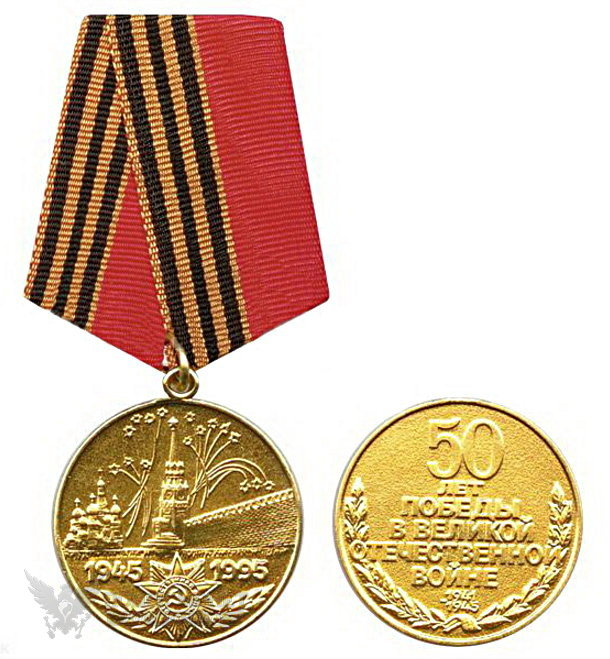 1945 1995
50
ЛЕТ
ПОБЕДЫ
В ВЕЛИКОЙ
ОТЕЧЕСТВЕННОЙ
ВОЙНЕ
1941
1945